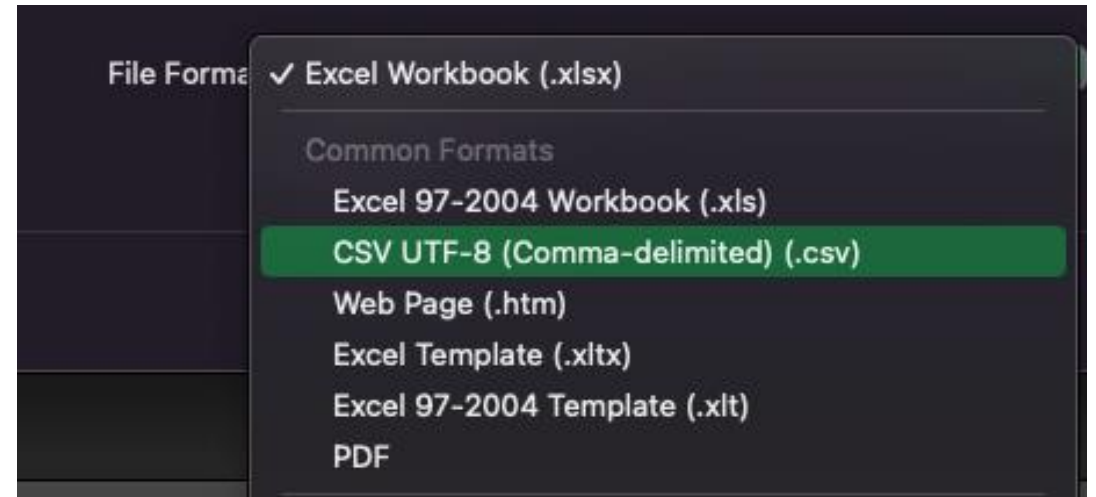 File Forma ✓ Excel Workbook (.xlsx)
Common Formats
Excel 97-2004 Workbook (.xls)
CSV UTF-8 (Comma-delimited) (.csv)
Web Page (.htm)
Excel Template (.xltx)
Excel 97-2004 Template (.xlt)
PDF